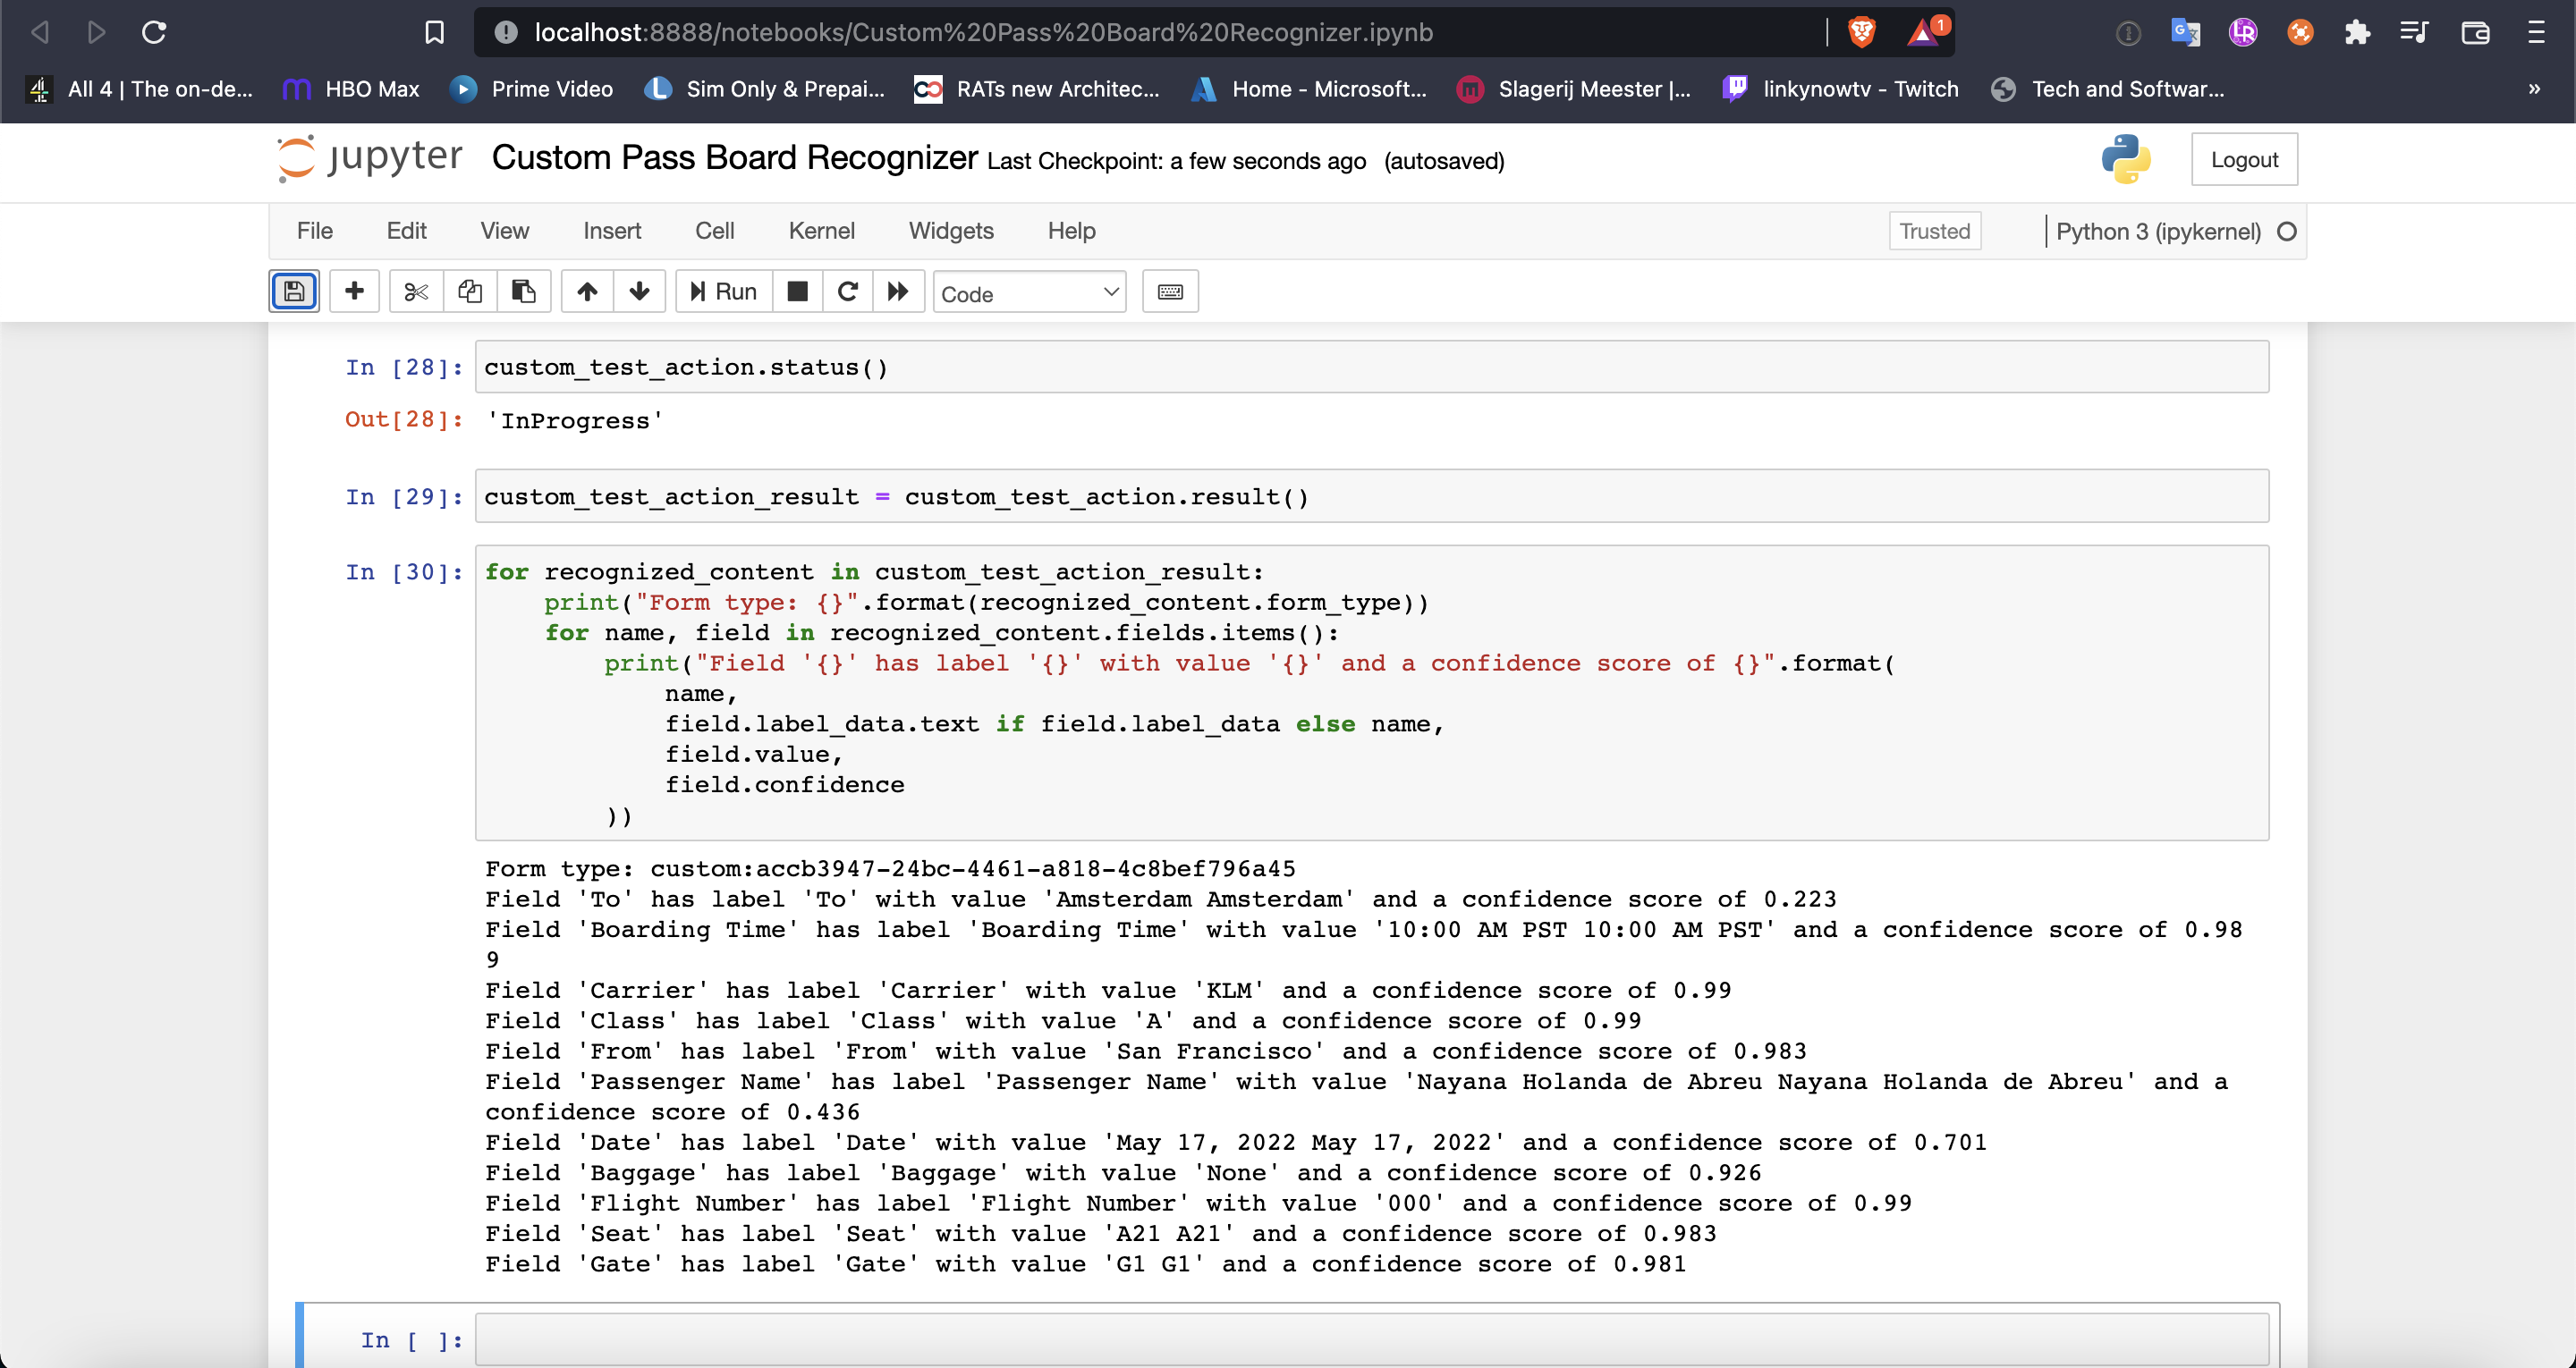 localhost:8888/notebooks/Custom%20Pass%20Board%20Recognizer.ipynb
1
All 4 | The on-de...
HBO Max
Prime Video
Sim Only & Prepai...
RATs new Architec...
Home - Microsoft...
Slagerij Meester |...
linkynowtv - Twitch
Tech and Softwar...
»
jupyter
Custom Pass Board Recognizer Last Checkpoint: a few seconds ago (autosaved)
Logout
File Edit View Insert Cell Kernel Widgets Help
Trusted
Python 3 (ipykernel)
Run
Code
In [28]: custom_test_action.status()
Out[28]: 'InProgress'
In [29]: custom_test_action_result = custom_test_action.result()
In [30]: for recognized_content in custom_test_action_result:
    print("Form type: {}".format(recognized_content.form_type))
    for name, field in recognized_content.fields.items():
        print("Field '{}' has label '{}' with value '{}' and a confidence score of {}".format(
            name,
            field.label_data.text if field.label_data else name,
            field.value,
            field.confidence
        ))
Form type: custom:accb3947-24bc-4461-a818-4c8bef796a45
Field 'To' has label 'To' with value 'Amsterdam Amsterdam' and a confidence score of 0.223
Field 'Boarding Time' has label 'Boarding Time' with value '10:00 AM PST 10:00 AM PST' and a confidence score of 0.98
9
Field 'Carrier' has label 'Carrier' with value 'KLM' and a confidence score of 0.99
Field 'Class' has label 'Class' with value 'A' and a confidence score of 0.99
Field 'From' has label 'From' with value 'San Francisco' and a confidence score of 0.983
Field 'Passenger Name' has label 'Passenger Name' with value 'Nayana Holanda de Abreu Nayana Holanda de Abreu' and a
confidence score of 0.436
Field 'Date' has label 'Date' with value 'May 17, 2022 May 17, 2022' and a confidence score of 0.701
Field 'Baggage' has label 'Baggage' with value 'None' and a confidence score of 0.926
Field 'Flight Number' has label 'Flight Number' with value '000' and a confidence score of 0.99
Field 'Seat' has label 'Seat' with value 'A21 A21' and a confidence score of 0.983
Field 'Gate' has label 'Gate' with value 'G1 G1' and a confidence score of 0.981
In [ ]: